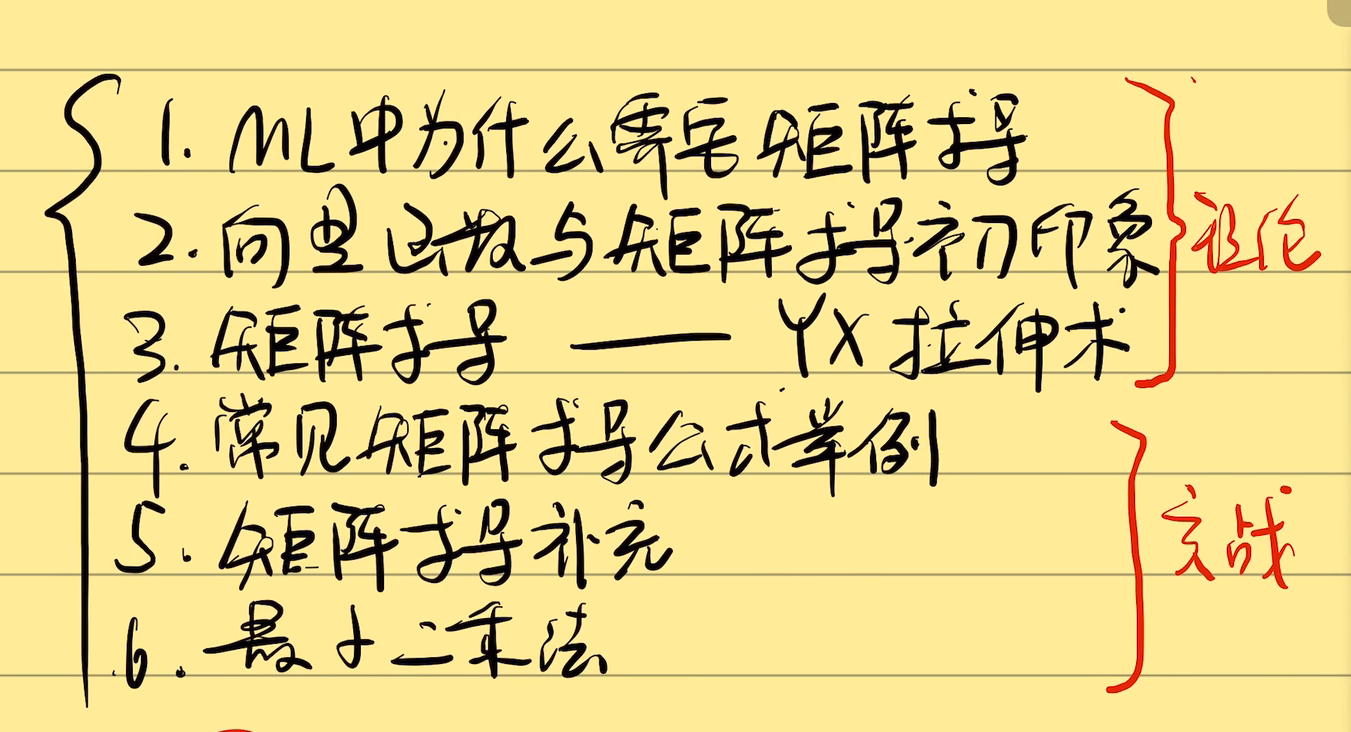 1. ML中为什么需要矩阵求导
2. 向量函数与矩阵求导初印象
3. 矩阵求导 —— YX 拉伸术
4. 常见矩阵求导公式举例
5. 矩阵求导补充
6. 最小二乘法
理论
实战